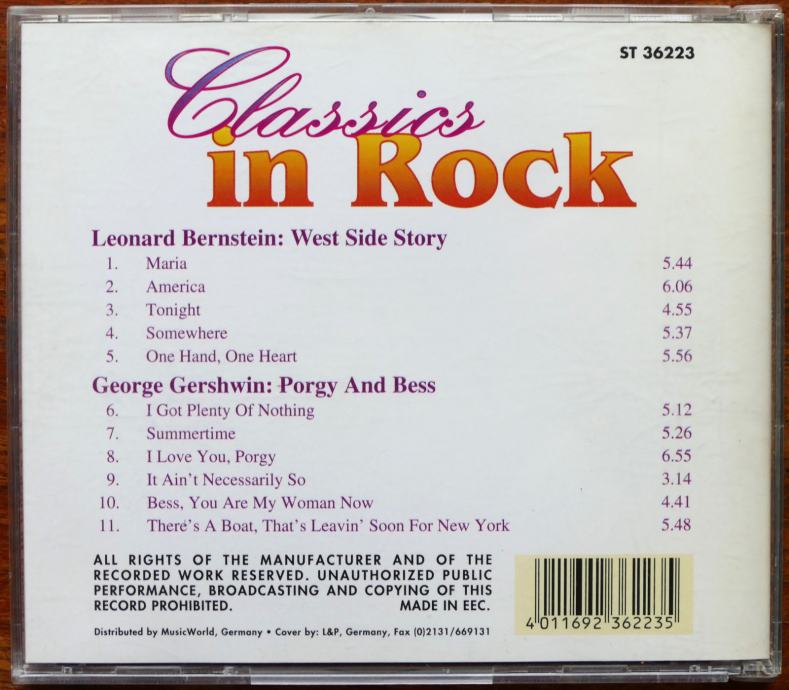 ST 36223
Classics
in Rock
Leonard Bernstein: West Side Story
1. Maria 5.44
2. America 6.06
3. Tonight 4.55
4. Somewhere 5.37
5. One Hand, One Heart 5.56
George Gershwin: Porgy And Bess
6. I Got Plenty Of Nothing 5.12
7. Summertime 5.26
8. I Love You, Porgy 6.55
9. It Ain't Necessarily So 3.14
10. Bess, You Are My Woman Now 4.41
11. There's A Boat, That's Leavin' Soon For New York 5.48
ALL RIGHTS OF THE MANUFACTURER AND OF THE
RECORDED WORK RESERVED. UNAUTHORIZED PUBLIC
PERFORMANCE, BROADCASTING AND COPYING OF THIS
RECORD PROHIBITED. MADE IN EEC.
Distributed by MusicWorld, Germany • Cover by: L&P, Germany, Fax (0)2131/669131
4 011692 362235